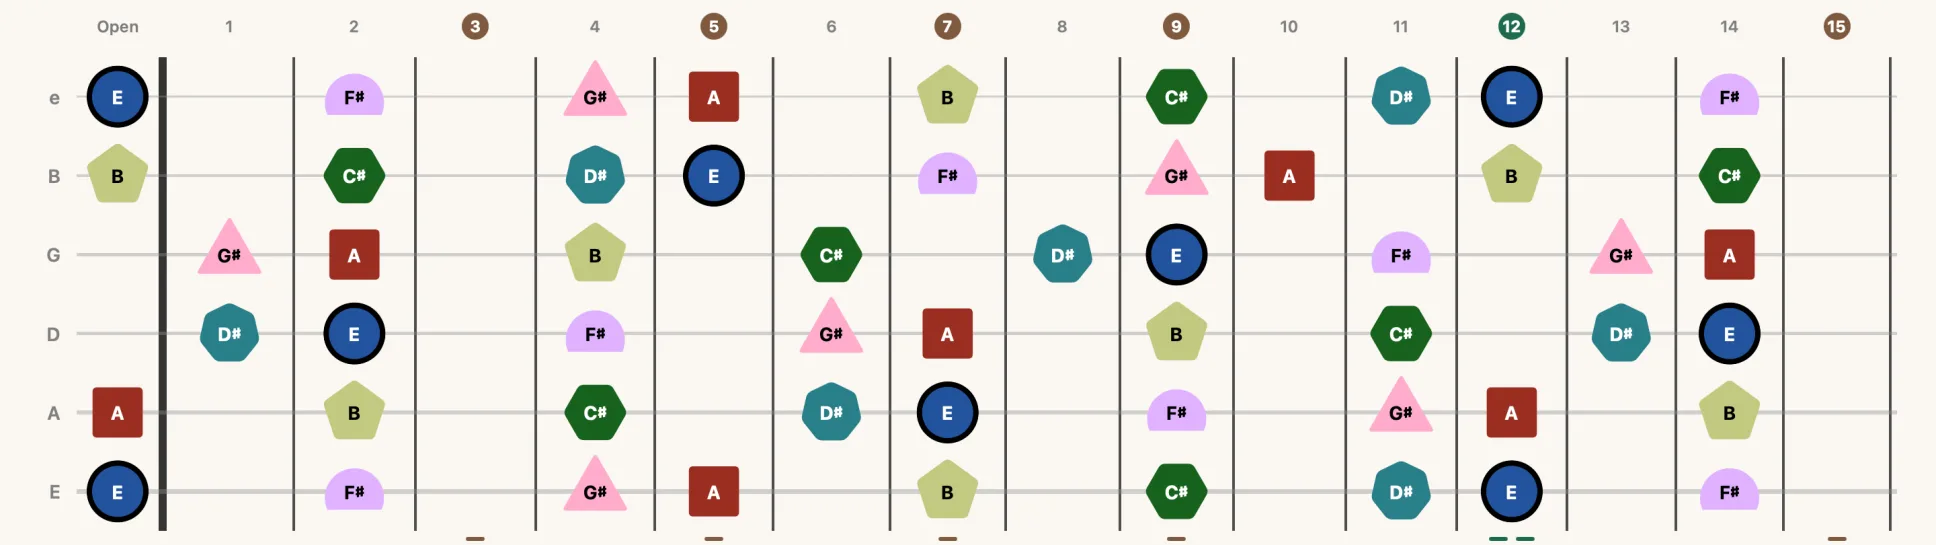 Open 1 2 3 4 5 6 7 8 9 10 11 12 13 14 15
e E F# G# A B C# D# E F#
B B C# D# E F# G# A B C#
G G# A B C# D# E F# G# A
D D# E F# G# A B C# D# E
A A B C# D# E F# G# A B
E E F# G# A B C# D# E F#